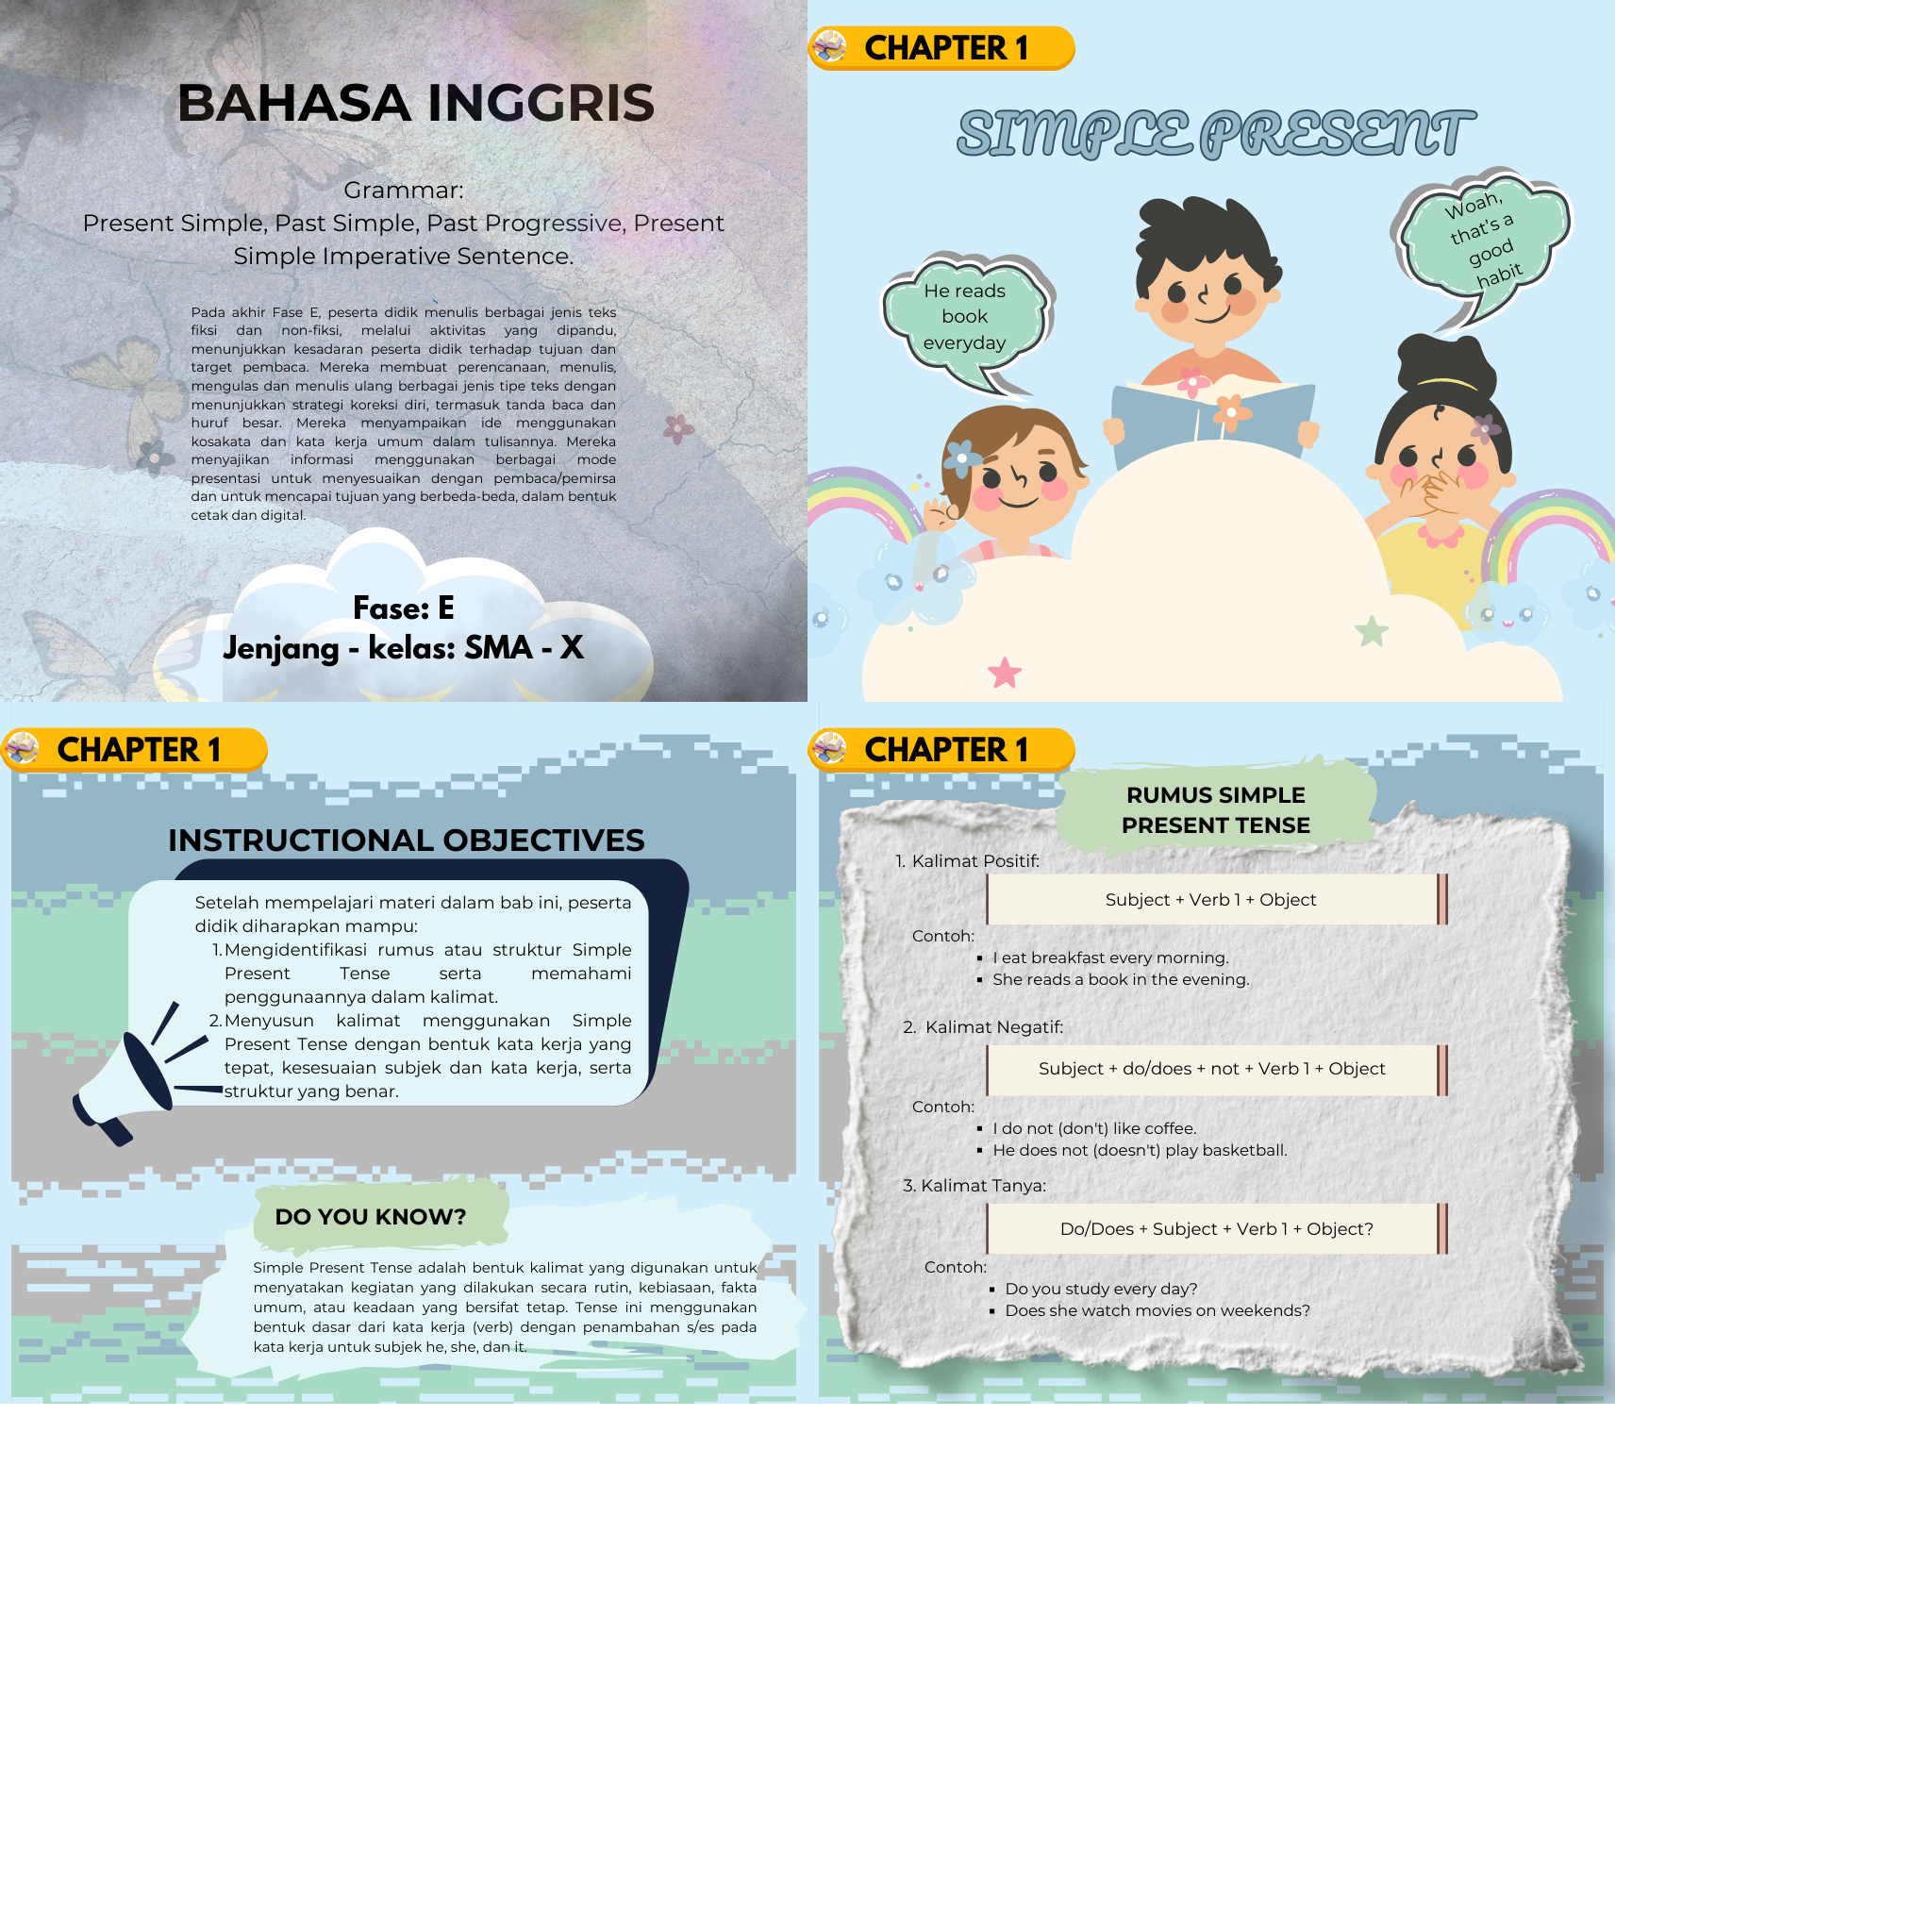 BAHASA INGGRIS
Grammar:
Present Simple, Past Simple, Past Progressive, Present
Simple Imperative Sentence.
Pada akhir Fase E, peserta didik menulis berbagai jenis teks
fiksi dan non-fiksi, melalui aktivitas yang dipandu,
menunjukkan kesadaran peserta didik terhadap tujuan dan
target pembaca. Mereka membuat perencanaan, menulis,
mengulas dan menulis ulang berbagai jenis tipe teks dengan
menunjukkan strategi koreksi diri, termasuk tanda baca dan
huruf besar. Mereka menyampaikan ide menggunakan
kosakata dan kata kerja umum dalam tulisannya. Mereka
menyajikan informasi menggunakan berbagai mode
presentasi untuk menyesuaikan dengan pembaca/pemirsa
dan untuk mencapai tujuan yang berbeda-beda, dalam bentuk
cetak dan digital.
Fase: E
Jenjang - kelas: SMA - X
CHAPTER 1
SIMPLE PRESENT
He reads
book
everyday
Woah,
that's a
good
habit
CHAPTER 1
INSTRUCTIONAL OBJECTIVES
Setelah mempelajari materi dalam bab ini, peserta
didik diharapkan mampu:
1. Mengidentifikasi rumus atau struktur Simple
Present Tense serta memahami
penggunaannya dalam kalimat.
2. Menyusun kalimat menggunakan Simple
Present Tense dengan bentuk kata kerja yang
tepat, kesesuaian subjek dan kata kerja, serta
struktur yang benar.
DO YOU KNOW?
Simple Present Tense adalah bentuk kalimat yang digunakan untuk
menyatakan kegiatan yang dilakukan secara rutin, kebiasaan, fakta
umum, atau keadaan yang bersifat tetap. Tense ini menggunakan
bentuk dasar dari kata kerja (verb) dengan penambahan s/es pada
kata kerja untuk subjek he, she, dan it.
CHAPTER 1
RUMUS SIMPLE
PRESENT TENSE
1. Kalimat Positif:
Subject + Verb 1 + Object
Contoh:
▪ I eat breakfast every morning.
▪ She reads a book in the evening.
2. Kalimat Negatif:
Subject + do/does + not + Verb 1 + Object
Contoh:
▪ I do not (don't) like coffee.
▪ He does not (doesn't) play basketball.
3. Kalimat Tanya:
Do/Does + Subject + Verb 1 + Object?
Contoh:
▪ Do you study every day?
▪ Does she watch movies on weekends?